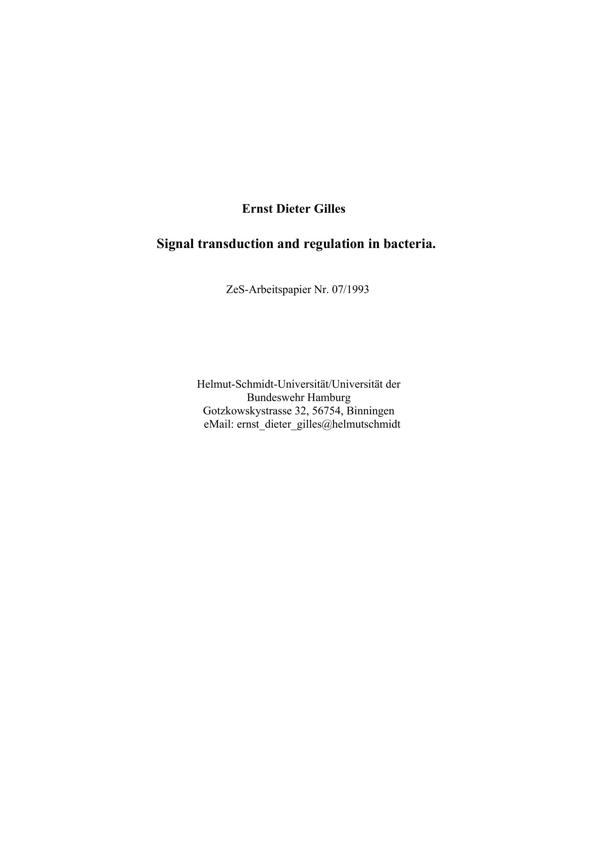 Ernst Dieter Gilles
Signal transduction and regulation in bacteria.
ZeS-Arbeitspapier Nr. 07/1993
Helmut-Schmidt-Universität/Universität der
Bundeswehr Hamburg
Gotzkowskystrasse 32, 56754, Binningen
eMail: ernst_dieter_gilles@helmutschmidt